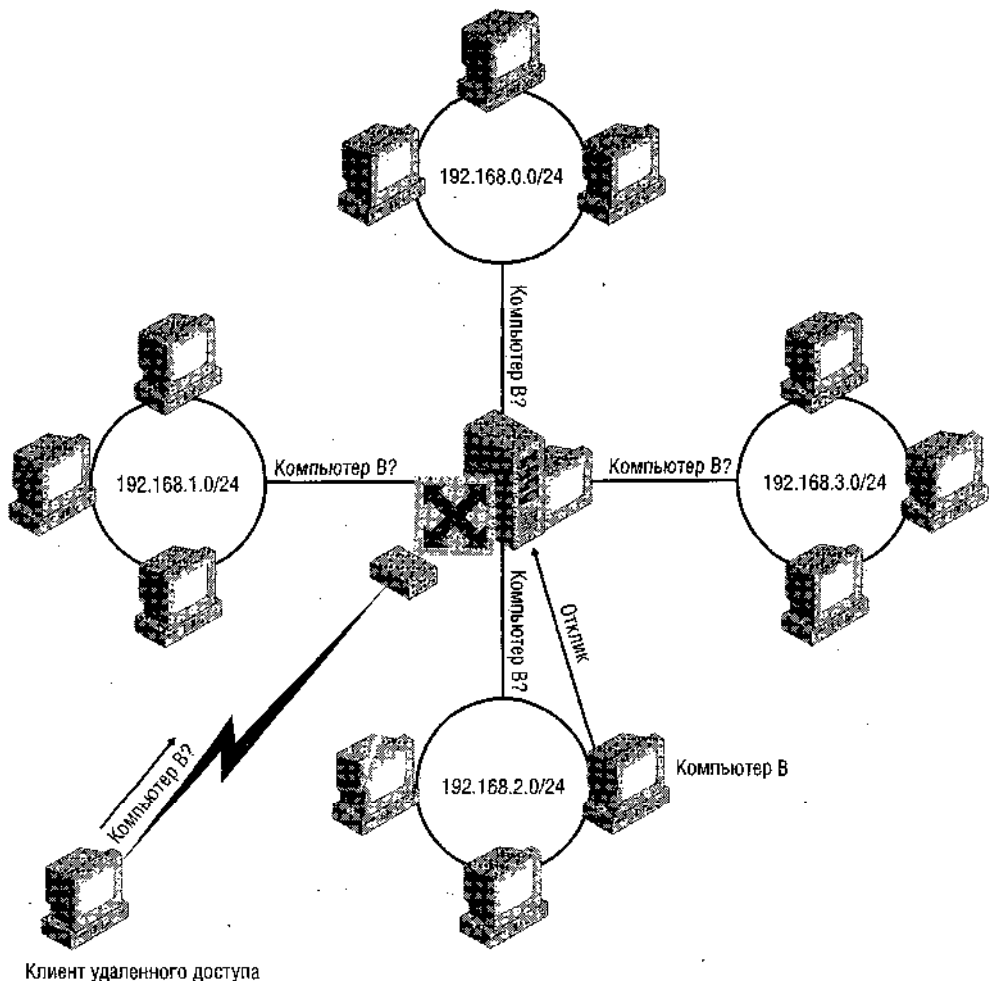 192.168.0.0/24
Компьютер В?
192.168.1.0/24
Компьютер В?
Компьютер В?
192.168.3.0/24
Компьютер В?
Отклик
Компьютер В?
192.168.2.0/24
Компьютер В
Клиент удаленного доступа